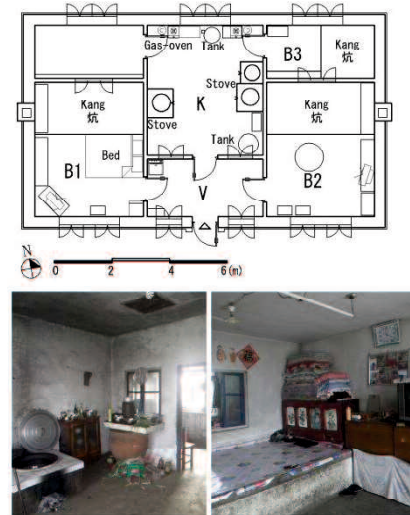 Gas-oven
Tank
B3
Kang
炕
Stove
Kang
炕
K
Kang
炕
Stove
Tank
Bed
B1
V
B2
N
0 2 4 6(m)